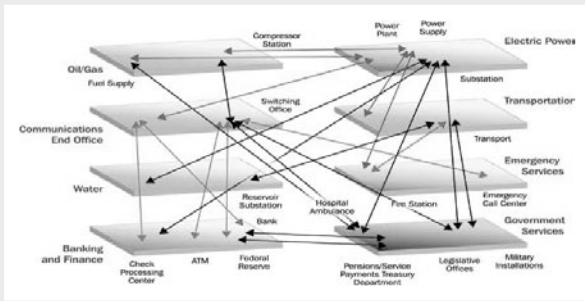 Compressor
Station
Power
Plant
Power
Supply
Electric Power
Oil/Gas
Fuel Supply
Substation
Switching
Office
Transportation
Communications
End Office
Transport
Water
Reservoir
Substation
Hospital
Ambulance
Fire Station
Emergency
Services
Emergency
Call Center
Bank
Government
Services
Banking
and Finance
Check
Processing
Center
ATM
Federal
Reserve
Pensions/Service
Payments Treasury
Department
Legislative
Offices
Military
Installations